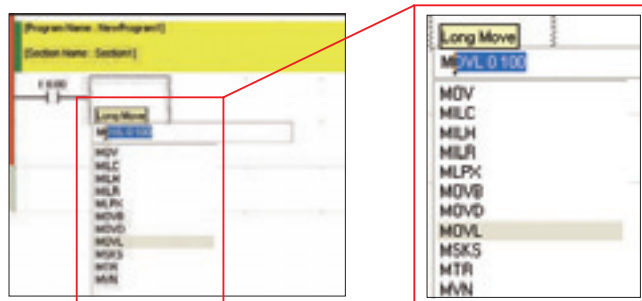 [Program Name : NewProgram1]
[Section Name : Section1]
I: 0.00
Long Move
MOVL 0 100
MOV
MILC
MILH
MILR
MLPX
MOVB
MOVD
MOVL
MSKS
MTR
MVN
Long Move
MOVL 0 100
MOV
MILC
MILH
MILR
MLPX
MOVB
MOVD
MOVL
MSKS
MTR
MVN